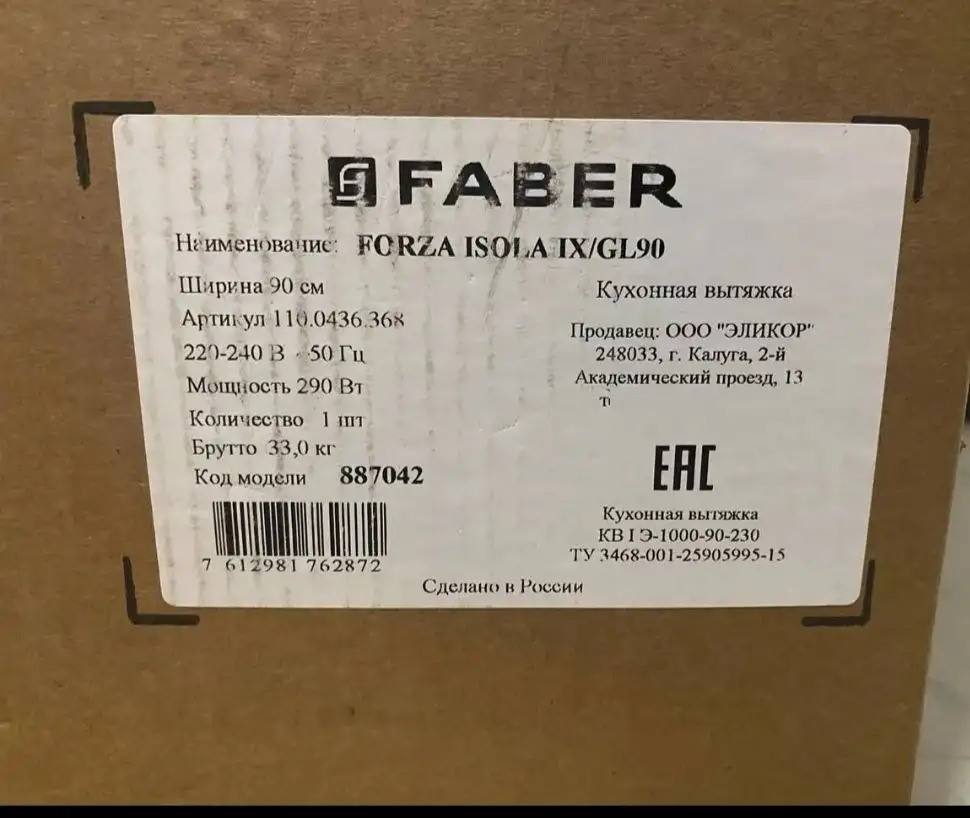 FABER
Наименование: FORZA ISOLA IX/GL90
Ширина 90 см
Артикул 110.0436.368
220-240 В - 50 Гц
Мощность 290 Вт
Количество 1 шт
Брутто 33,0 кг
Код модели 887042
7 612981 762872
Кухонная вытяжка
Продавец: ООО "ЭЛИКОР"
248033, г. Калуга, 2-й
Академический проезд, 13
EAC
Кухонная вытяжка
КВ I Э-1000-90-230
ТУ 3468-001-25905995-15
Сделано в России